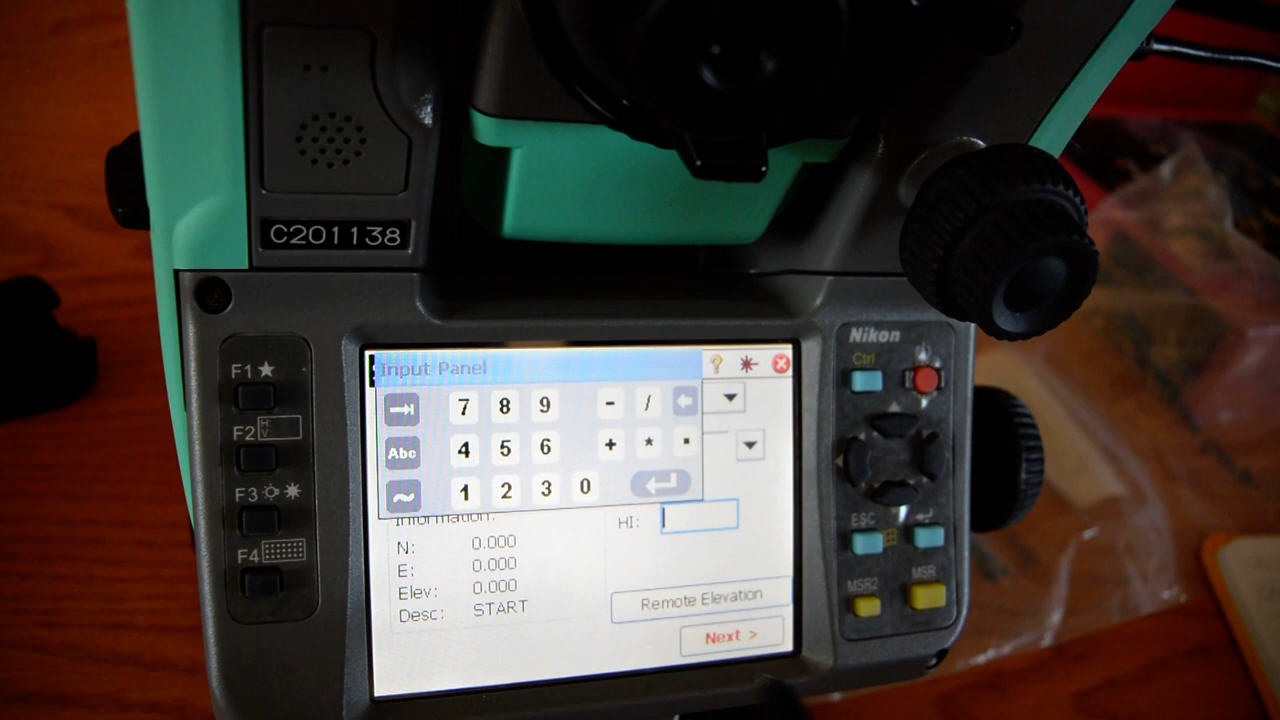 C201138
Nikon
Ctrl
F1
F2
H:
V:
F3
F4
Input Panel
?
7 8 9 - /
Abc 4 5 6 + * .
~ 1 2 3 0
Information:
HI:
N: 0.000
E: 0.000
Elev: 0.000
Desc: START
Remote Elevation
Next >
ESC
MSR2
MSR